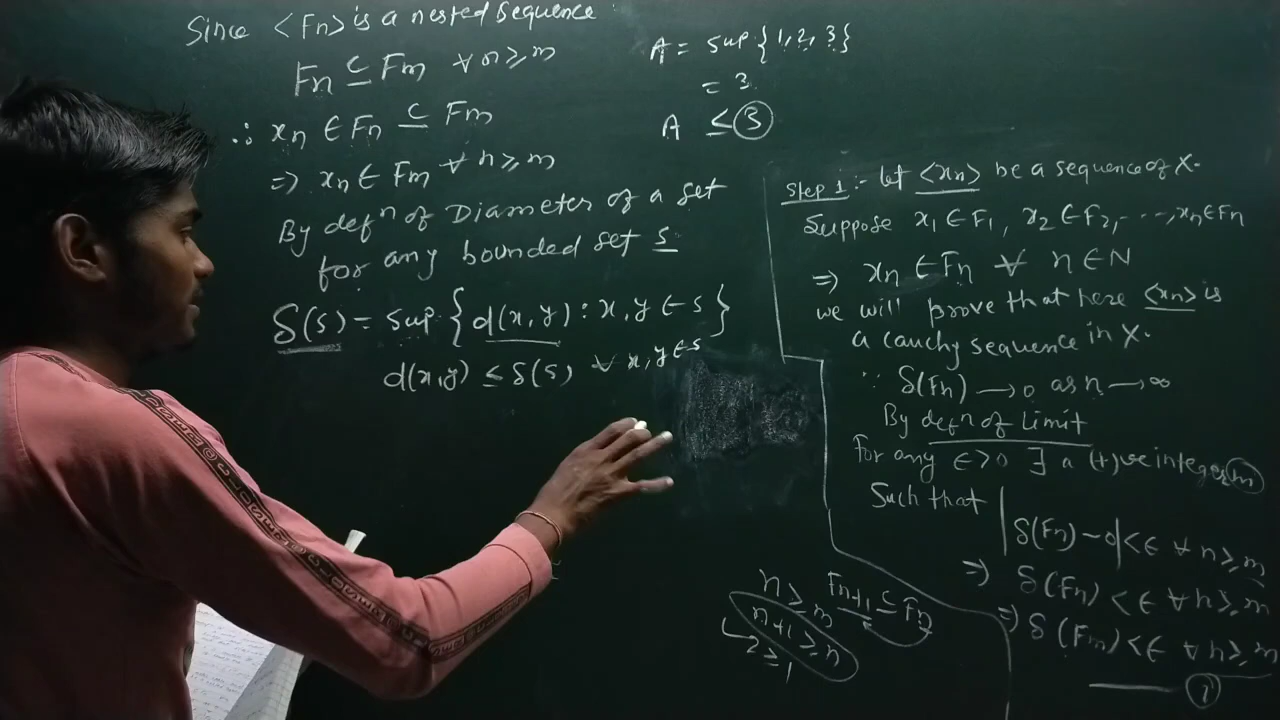 Since <Fn> is a nested sequence
Fn ⊆ Fm ∀ n ≥ m
∴ xn ∈ Fn ⊆ Fm
=> xn ∈ Fm ∀ n ≥ m
By defⁿ of Diameter of a set
for any bounded set S
δ(S) = sup {d(x,y) : x,y ∈ S}
d(x,y) ≤ δ(S) ∀ x,y ∈ S
A = sup {1, 2, 3}
= 3
A ≤ 3
Step 1 :- let <xn> be a sequence of X.
Suppose x1 ∈ F1, x2 ∈ F2, - - -, xn ∈ Fn
=> xn ∈ Fn ∀ n ∈ N
we will prove that here <xn> is
a cauchy sequence in X.
∵ δ(Fn) → 0 as n → ∞
By defⁿ of Limit
For any ϵ > 0 ∃ a (+)ve integer m
Such that
|δ(Fn) - 0| < ϵ ∀ n ≥ m
=> δ(Fn) < ϵ ∀ n ≥ m
=> δ(Fm) < ϵ ∀ n ≥ m
n ≥ m
Fn+1 ⊆ Fn
n+1 ≥ n
2 ≥ 1